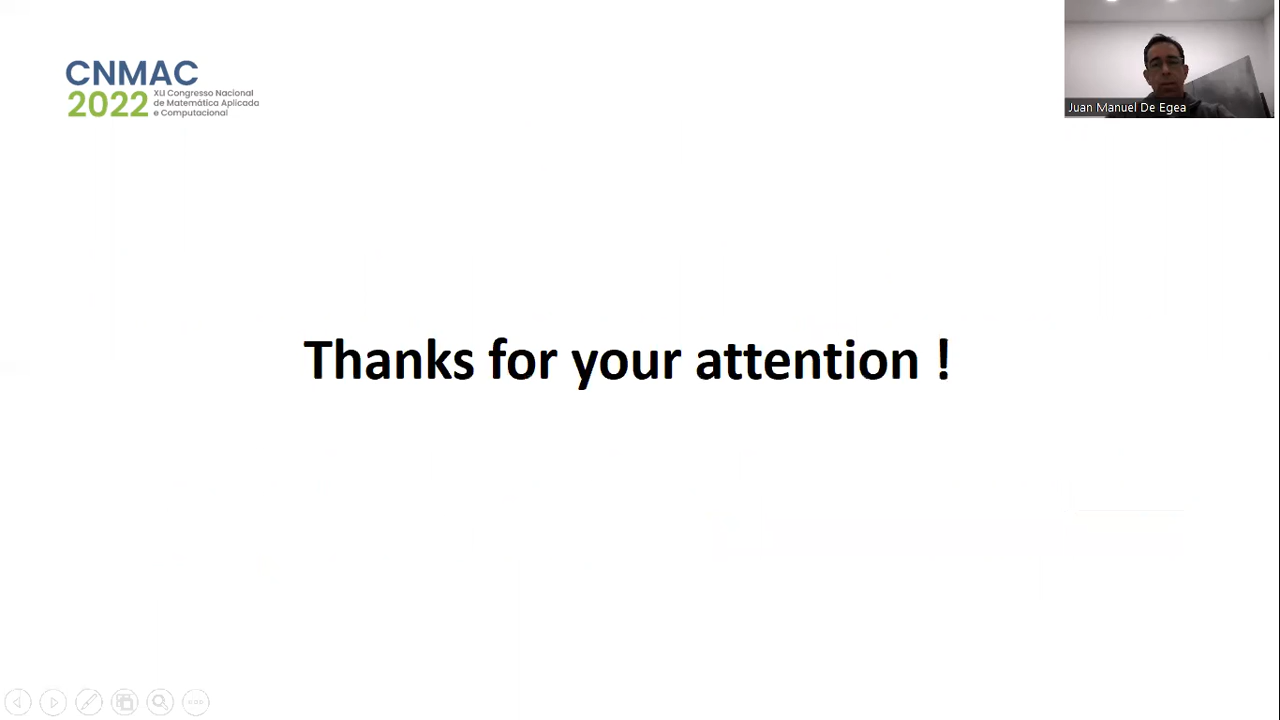 CNMAC
2022
XLI Congresso Nacional
de Matemática Aplicada
e Computacional
Juan Manuel De Egea
Thanks for your attention !